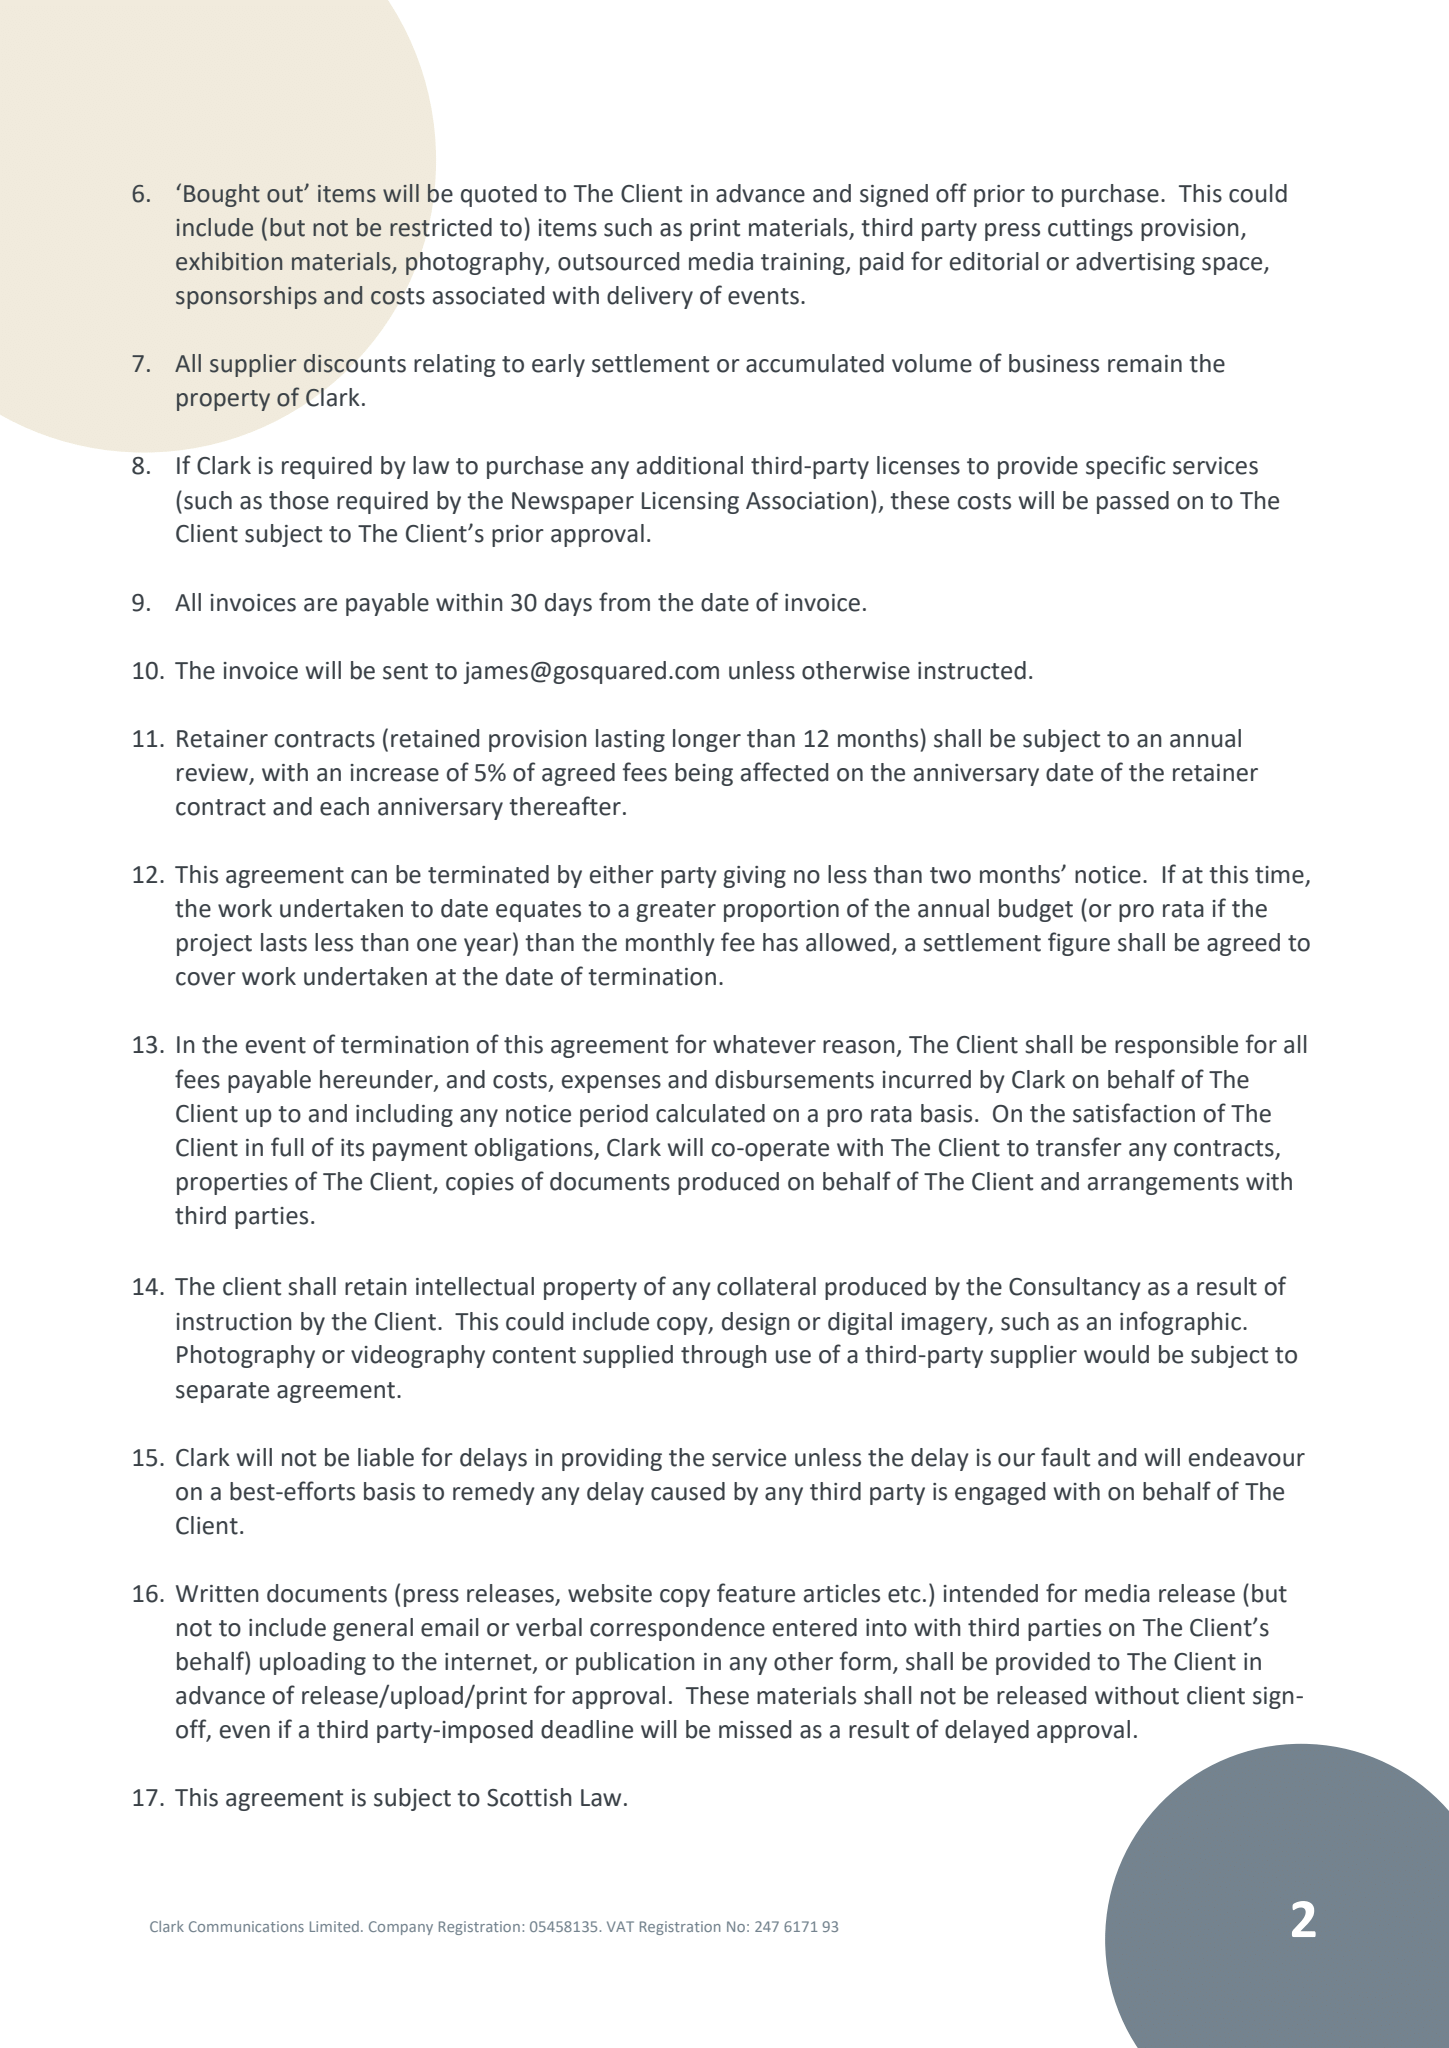 6. ‘Bought out’ items will be quoted to The Client in advance and signed off prior to purchase.  This could
include (but not be restricted to) items such as print materials, third party press cuttings provision,
exhibition materials, photography, outsourced media training, paid for editorial or advertising space,
sponsorships and costs associated with delivery of events.
7. All supplier discounts relating to early settlement or accumulated volume of business remain the
property of Clark.
8. If Clark is required by law to purchase any additional third-party licenses to provide specific services
(such as those required by the Newspaper Licensing Association), these costs will be passed on to The
Client subject to The Client’s prior approval.
9. All invoices are payable within 30 days from the date of invoice.
10. The invoice will be sent to james@gosquared.com unless otherwise instructed.
11. Retainer contracts (retained provision lasting longer than 12 months) shall be subject to an annual
review, with an increase of 5% of agreed fees being affected on the anniversary date of the retainer
contract and each anniversary thereafter.
12. This agreement can be terminated by either party giving no less than two months’ notice.  If at this time,
the work undertaken to date equates to a greater proportion of the annual budget (or pro rata if the
project lasts less than one year) than the monthly fee has allowed, a settlement figure shall be agreed to
cover work undertaken at the date of termination.
13. In the event of termination of this agreement for whatever reason, The Client shall be responsible for all
fees payable hereunder, and costs, expenses and disbursements incurred by Clark on behalf of The
Client up to and including any notice period calculated on a pro rata basis.  On the satisfaction of The
Client in full of its payment obligations, Clark will co-operate with The Client to transfer any contracts,
properties of The Client, copies of documents produced on behalf of The Client and arrangements with
third parties.
14. The client shall retain intellectual property of any collateral produced by the Consultancy as a result of
instruction by the Client.  This could include copy, design or digital imagery, such as an infographic.
Photography or videography content supplied through use of a third-party supplier would be subject to
separate agreement.
15. Clark will not be liable for delays in providing the service unless the delay is our fault and will endeavour
on a best-efforts basis to remedy any delay caused by any third party is engaged with on behalf of The
Client.
16. Written documents (press releases, website copy feature articles etc.) intended for media release (but
not to include general email or verbal correspondence entered into with third parties on The Client’s
behalf) uploading to the internet, or publication in any other form, shall be provided to The Client in
advance of release/upload/print for approval.  These materials shall not be released without client sign-
off, even if a third party-imposed deadline will be missed as a result of delayed approval.
17. This agreement is subject to Scottish Law.
Clark Communications Limited. Company Registration: 05458135. VAT Registration No: 247 6171 93
2